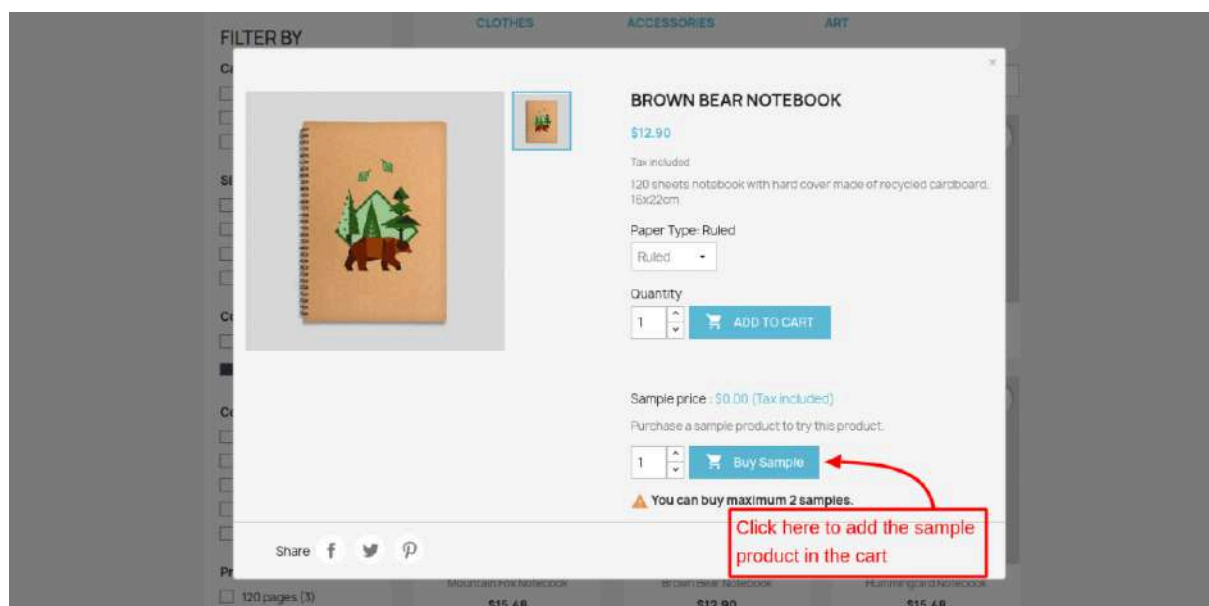 CLOTHES
ACCESSORIES
ART
FILTER BY
BROWN BEAR NOTEBOOK
$12.90
Tax included
120 sheets notebook with hard cover made of recycled cardboard.
16x22cm
Paper Type: Ruled
Ruled
Quantity
1
ADD TO CART
Sample price : $0.00 (Tax included)
Purchase a sample product to try this product.
1
Buy Sample
You can buy maximum 2 samples.
Click here to add the sample
product in the cart
Share
Mountain Fox Notebook
Brown Bear Notebook
Hummingbird Notebook
120 pages (3)
$15.48
$12.90
$15.48